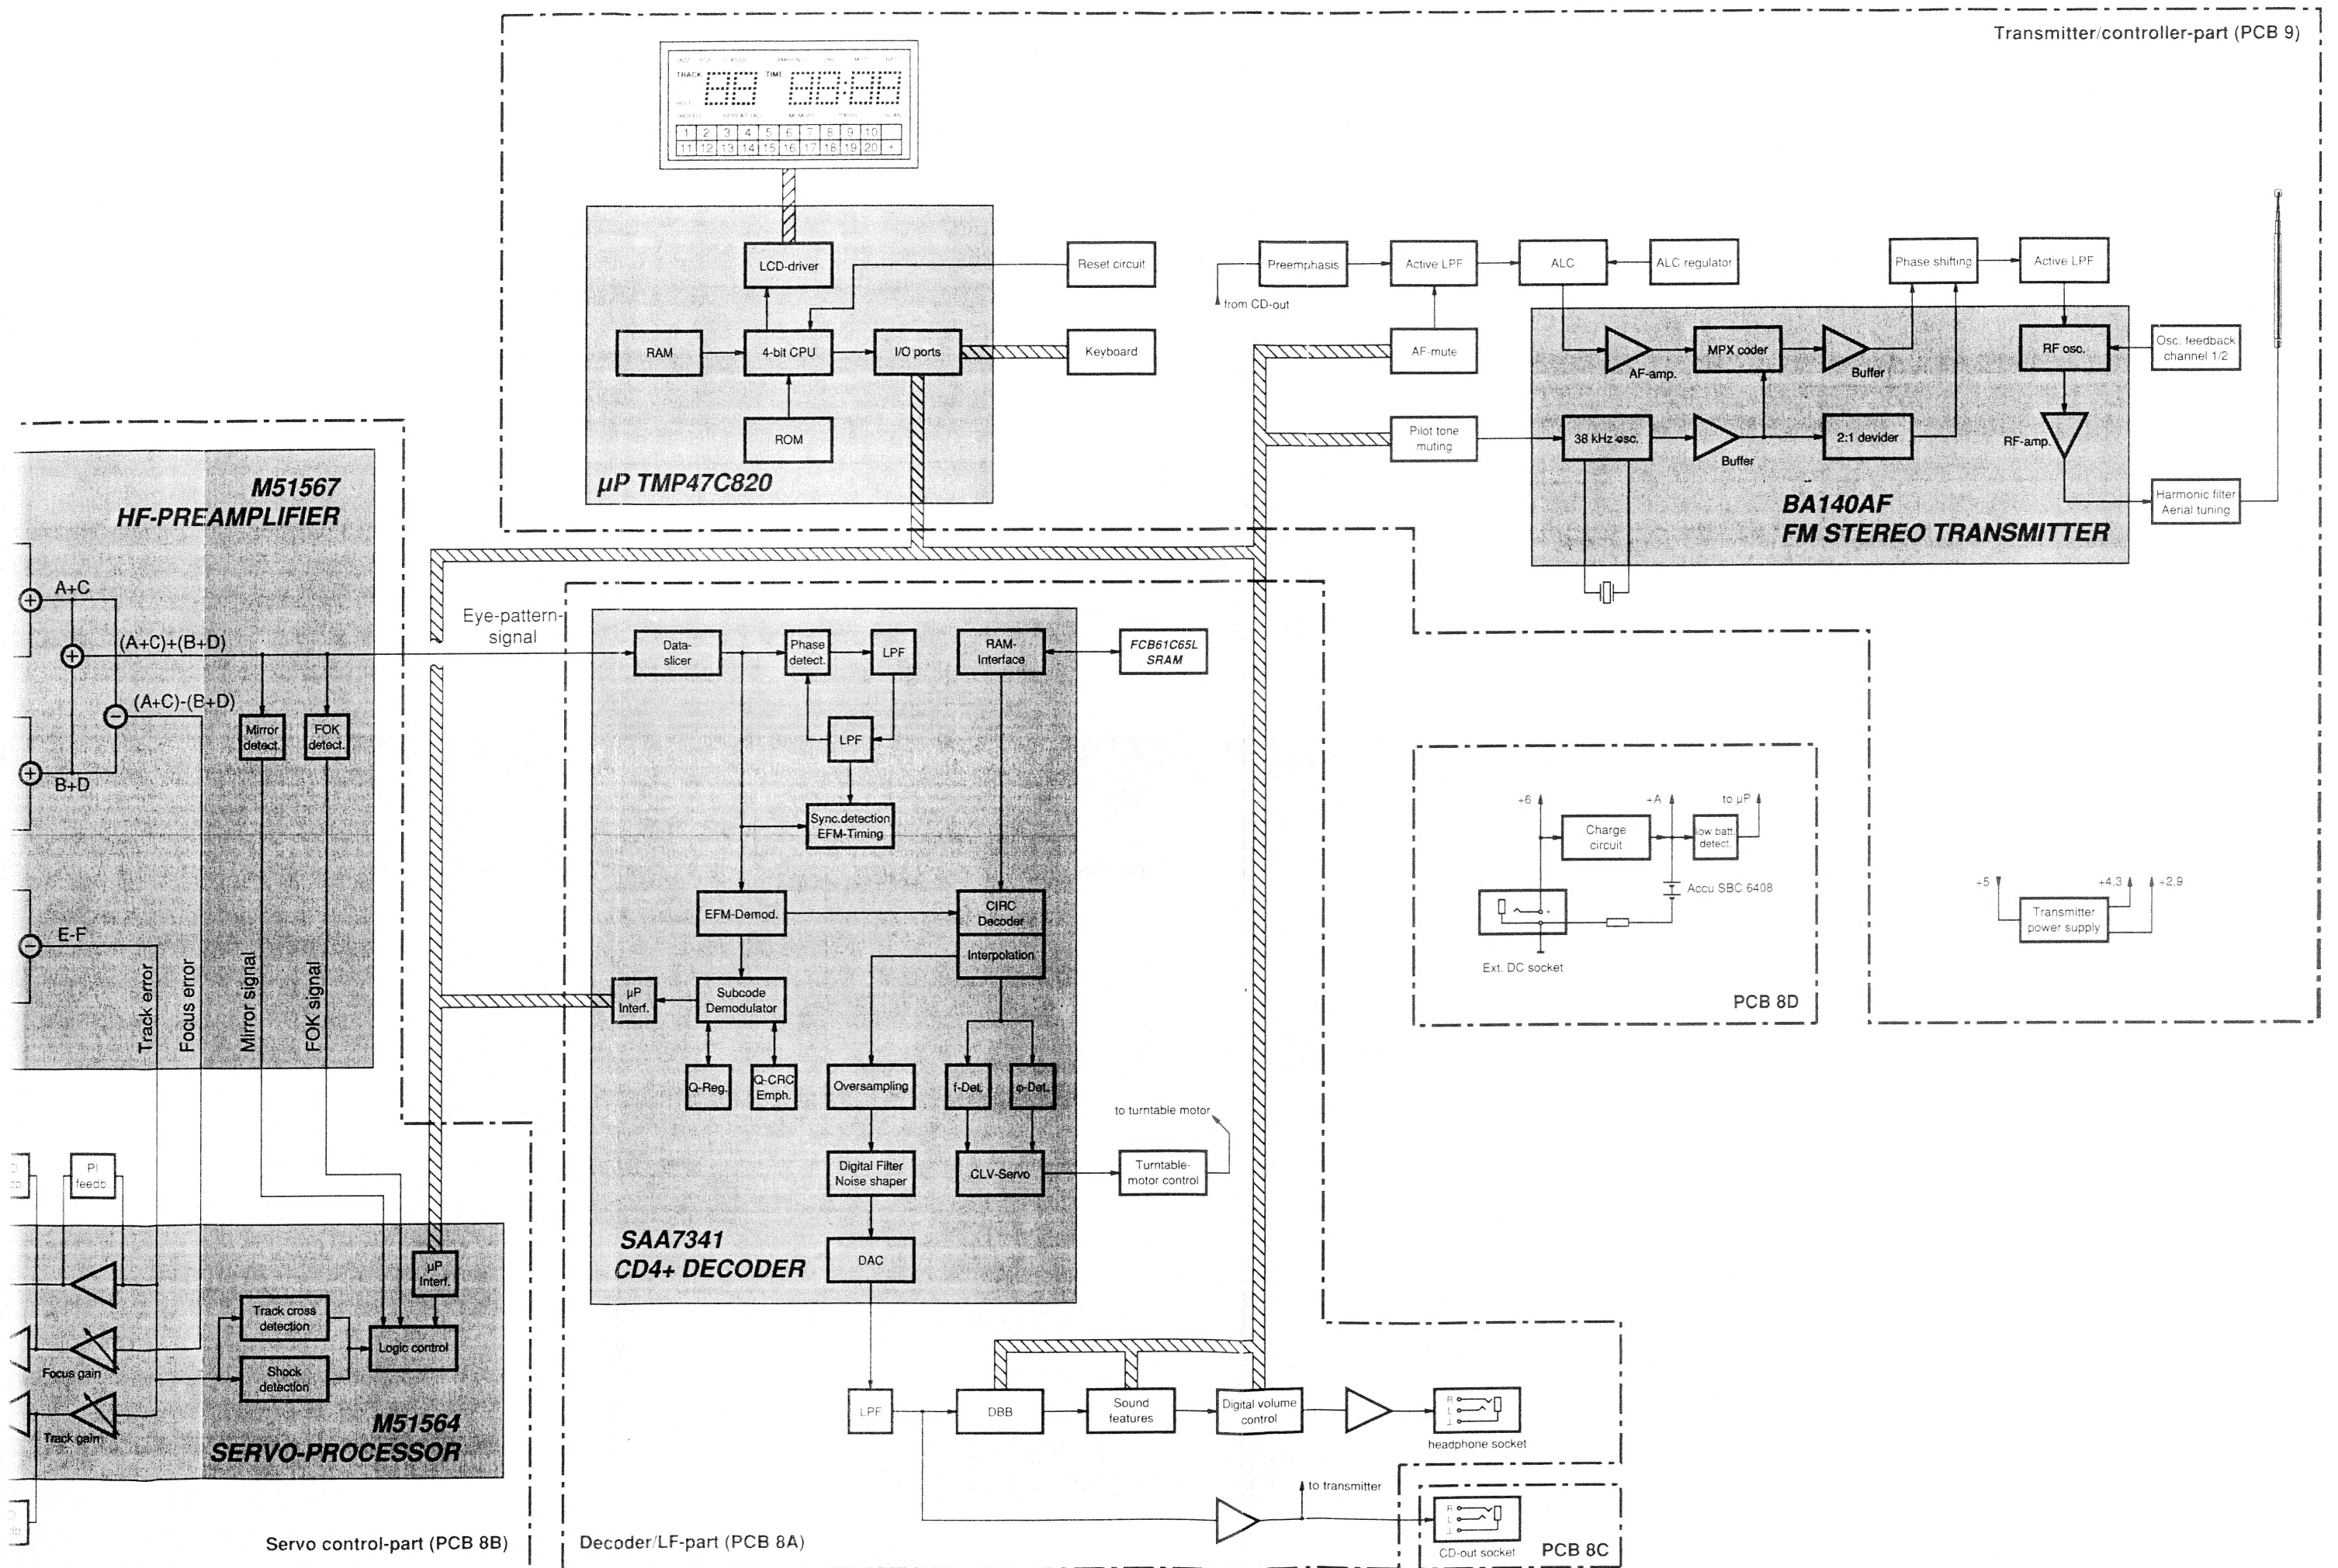 Transmitter/controller-part (PCB 9)
TRACK
TIME
1 2 3 4 5 6 7 8 9 10
11 12 13 14 15 16 17 18 19 20 +
LCD-driver
Reset circuit
RAM
4-bit CPU
I/O ports
Keyboard
ROM
µP TMP47C820
from CD-out
Preemphasis
Active LPF
ALC
ALC regulator
Phase shifting
Active LPF
AF-mute
AF-amp.
MPX coder
Buffer
RF osc.
Osc. feedback
channel 1/2
Pilot tone
muting
38 kHz osc.
Buffer
2:1 devider
RF-amp.
Harmonic filter
Aerial tuning
BA140AF
FM STEREO TRANSMITTER
M51567
HF-PREAMPLIFIER
A+C
(A+C)+(B+D)
(A+C)-(B+D)
B+D
E-F
Mirror
detect.
FOK
detect.
Track error
Focus error
Mirror signal
FOK signal
Eye-pattern-
signal
Data-
slicer
Phase
detect.
LPF
LPF
RAM-
Interface
FCB61C65L
SRAM
Sync.detection
EFM-Timing
EFM-Demod.
CIRC
Decoder
Interpolation
µP
Interf.
Subcode
Demodulator
Q-Reg.
Q-CRC
Emph.
Oversampling
f-Det.
φ-Det.
to turntable motor
Digital Filter
Noise shaper
CLV-Servo
Turntable-
motor control
DAC
SAA7341
CD4+ DECODER
+6
+A
to µP
Charge
circuit
low batt.
detect.
Accu SBC 6408
Ext. DC socket
PCB 8D
+5
+4,3
+2,9
Transmitter
power supply
PI
feedb.
µP
Interf.
Track cross
detection
Shock
detection
Logic control
Focus gain
Track gain
M51564
SERVO-PROCESSOR
Servo control-part (PCB 8B)
LPF
DBB
Sound
features
Digital volume
control
R
L
⊥
headphone socket
to transmitter
R
L
⊥
CD-out socket
PCB 8C
Decoder/LF-part (PCB 8A)